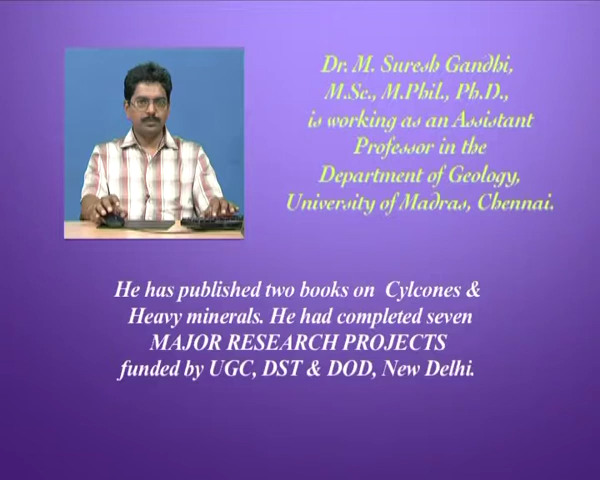 Dr. M. Suresh Gandhi,
M.Sc., M.Phil., Ph.D.,
is working as an Assistant
Professor in the
Department of Geology,
University of Madras, Chennai.
He has published two books on Cylcones &
Heavy minerals. He had completed seven
MAJOR RESEARCH PROJECTS
funded by UGC, DST & DOD, New Delhi.